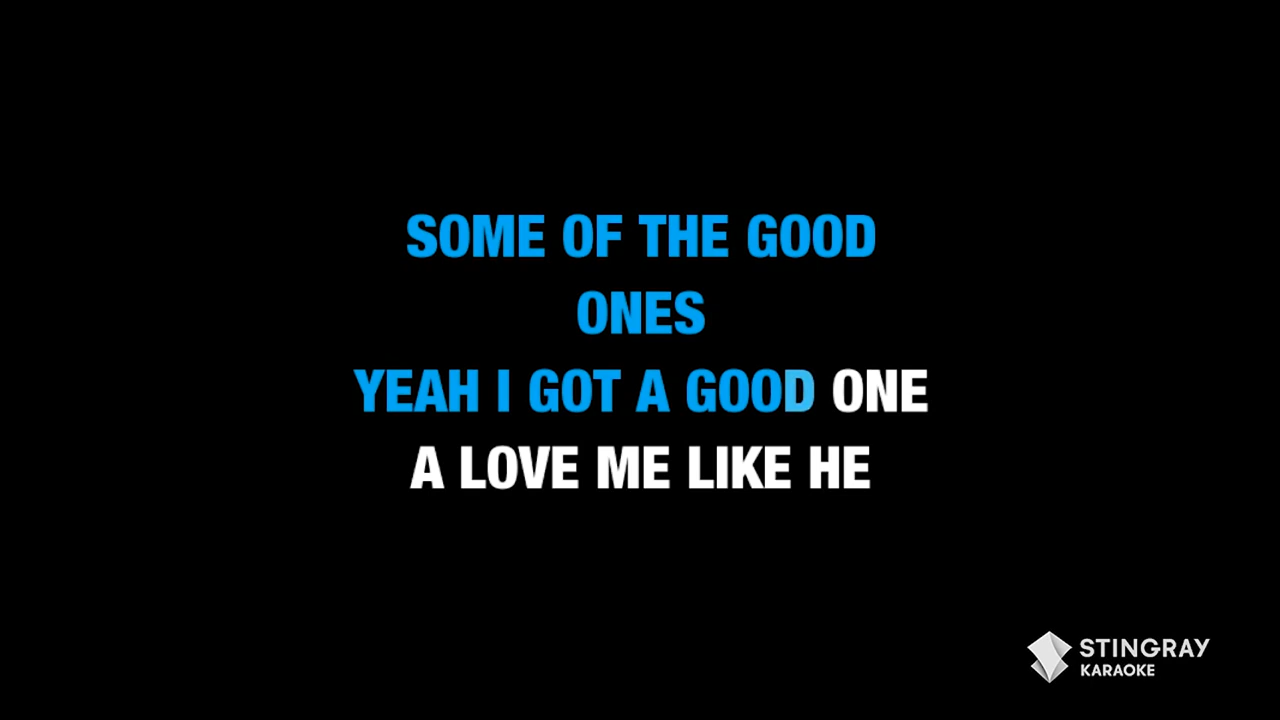 SOME OF THE GOOD
ONES
YEAH I GOT A GOOD ONE
A LOVE ME LIKE HE
STINGRAY
KARAOKE